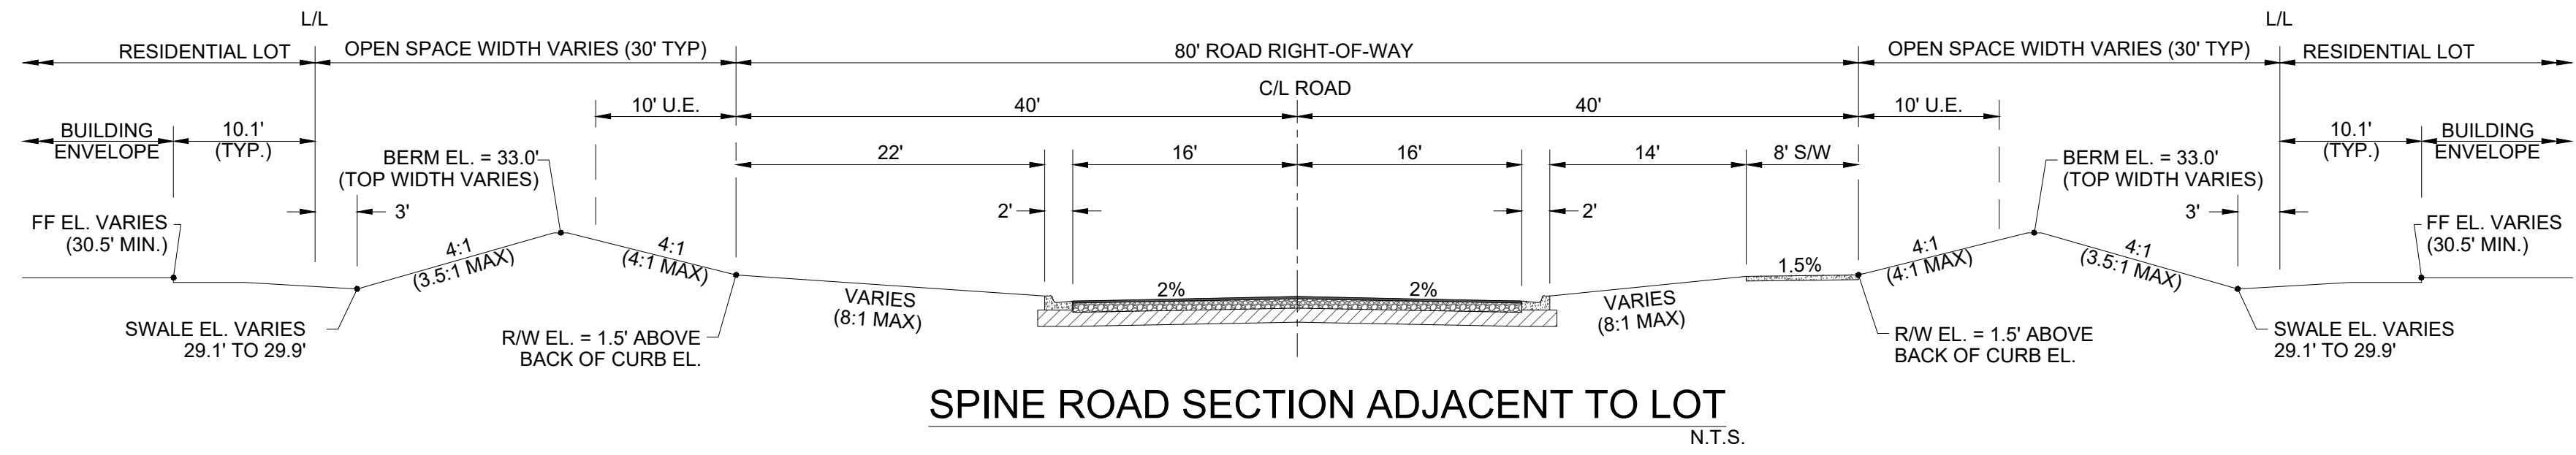 L/L
L/L
RESIDENTIAL LOT
OPEN SPACE WIDTH VARIES (30' TYP)
80' ROAD RIGHT-OF-WAY
OPEN SPACE WIDTH VARIES (30' TYP)
RESIDENTIAL LOT
C/L ROAD
10' U.E.
40'
40'
10' U.E.
BUILDING
ENVELOPE
10.1'
(TYP.)
BERM EL. = 33.0'
(TOP WIDTH VARIES)
22'
16'
16'
14'
8' S/W
BERM EL. = 33.0'
(TOP WIDTH VARIES)
10.1'
(TYP.)
BUILDING
ENVELOPE
3'
2'
2'
3'
FF EL. VARIES
(30.5' MIN.)
FF EL. VARIES
(30.5' MIN.)
4:1
(3.5:1 MAX)
4:1
(4:1 MAX)
2%
2%
1.5%
4:1
(4:1 MAX)
4:1
(3.5:1 MAX)
VARIES
(8:1 MAX)
VARIES
(8:1 MAX)
SWALE EL. VARIES
29.1' TO 29.9'
R/W EL. = 1.5' ABOVE
BACK OF CURB EL.
R/W EL. = 1.5' ABOVE
BACK OF CURB EL.
SWALE EL. VARIES
29.1' TO 29.9'
SPINE ROAD SECTION ADJACENT TO LOT
N.T.S.